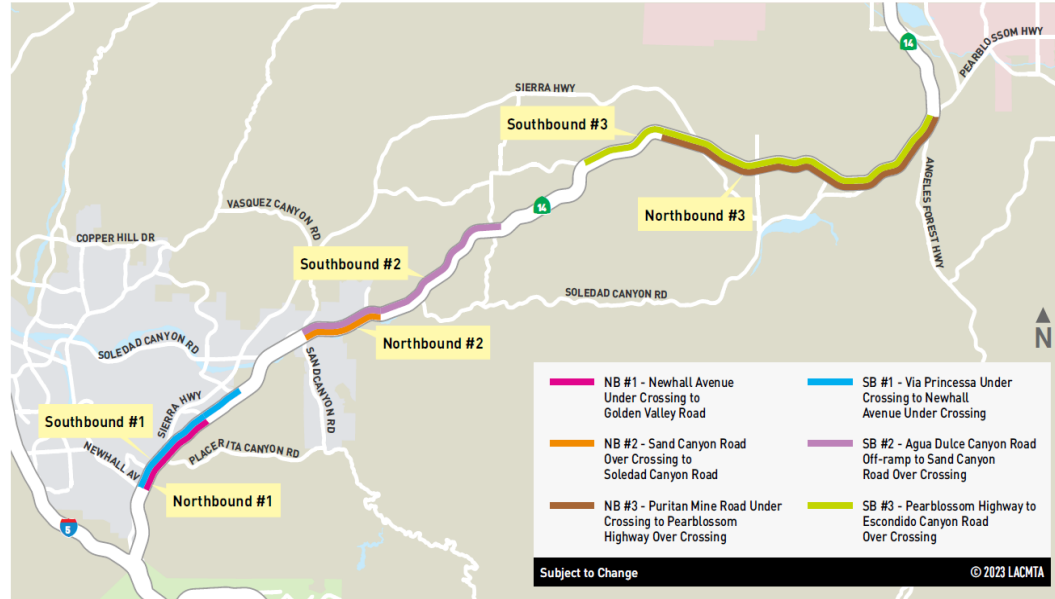 14
PEARBLOSSOM HWY
SIERRA HWY
Southbound #3
ANGELES FOREST HWY
VASQUEZ CANYON RD
14
Northbound #3
COPPER HILL DR
Southbound #2
SOLEDAD CANYON RD
N
SOLEDAD CANYON RD
Northbound #2
SAND CANYON RD
SIERRA HWY
Southbound #1
PLACERITA CANYON RD
NEWHALL AV
Northbound #1
5
NB #1 - Newhall Avenue
Under Crossing to
Golden Valley Road
SB #1 - Via Princessa Under
Crossing to Newhall
Avenue Under Crossing
NB #2 - Sand Canyon Road
Over Crossing to
Soledad Canyon Road
SB #2 - Agua Dulce Canyon Road
Off-ramp to Sand Canyon
Road Over Crossing
NB #3 - Puritan Mine Road Under
Crossing to Pearblossom
Highway Over Crossing
SB #3 - Pearblossom Highway to
Escondido Canyon Road
Over Crossing
Subject to Change
© 2023 LACMTA